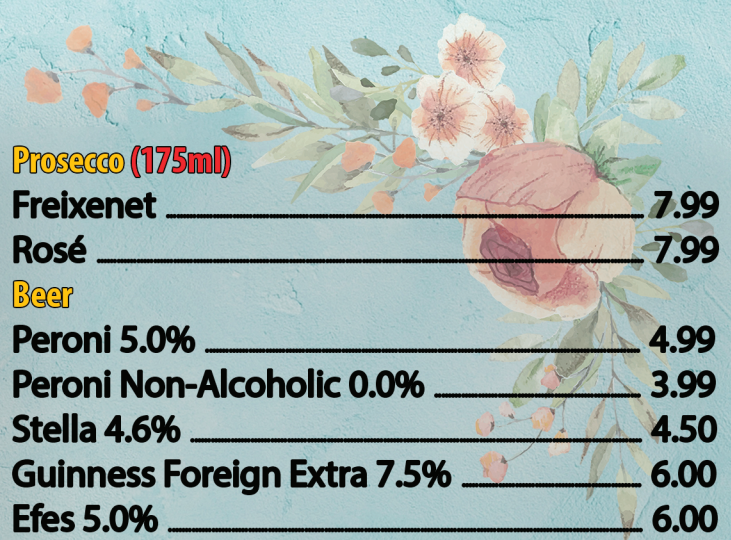 Prosecco (175ml)
Freixenet 7.99
Rosé 7.99
Beer
Peroni 5.0% 4.99
Peroni Non-Alcoholic 0.0% 3.99
Stella 4.6% 4.50
Guinness Foreign Extra 7.5% 6.00
Efes 5.0% 6.00